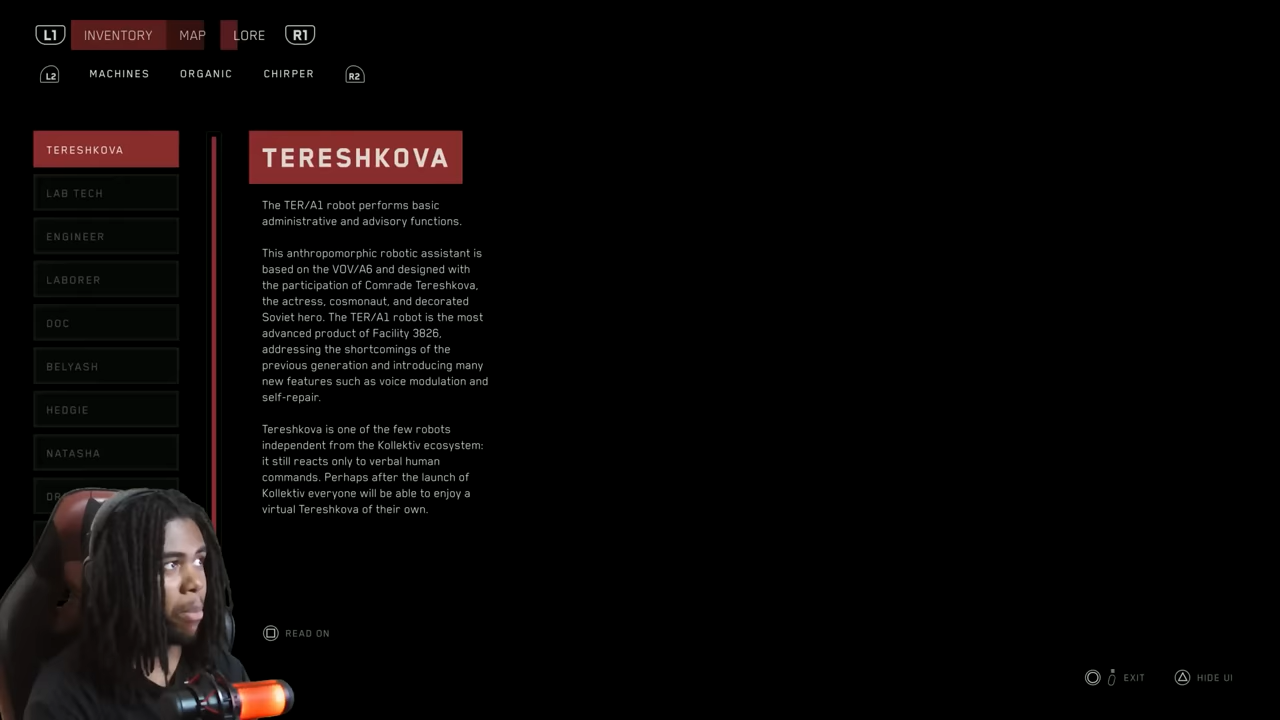 L1 INVENTORY MAP LORE R1
L2 MACHINES ORGANIC CHIRPER R2
TERESHKOVA
LAB TECH
ENGINEER
LABORER
DOC
BELYASH
HEDGIE
NATASHA
TERESHKOVA
The TER/A1 robot performs basic
administrative and advisory functions.
This anthropomorphic robotic assistant is
based on the VOV/A6 and designed with
the participation of Comrade Tereshkova,
the actress, cosmonaut, and decorated
Soviet hero. The TER/A1 robot is the most
advanced product of Facility 3826,
addressing the shortcomings of the
previous generation and introducing many
new features such as voice modulation and
self-repair.
Tereshkova is one of the few robots
independent from the Kollektiv ecosystem:
it still reacts only to verbal human
commands. Perhaps after the launch of
Kollektiv everyone will be able to enjoy a
virtual Tereshkova of their own.
READ ON
EXIT HIDE UI